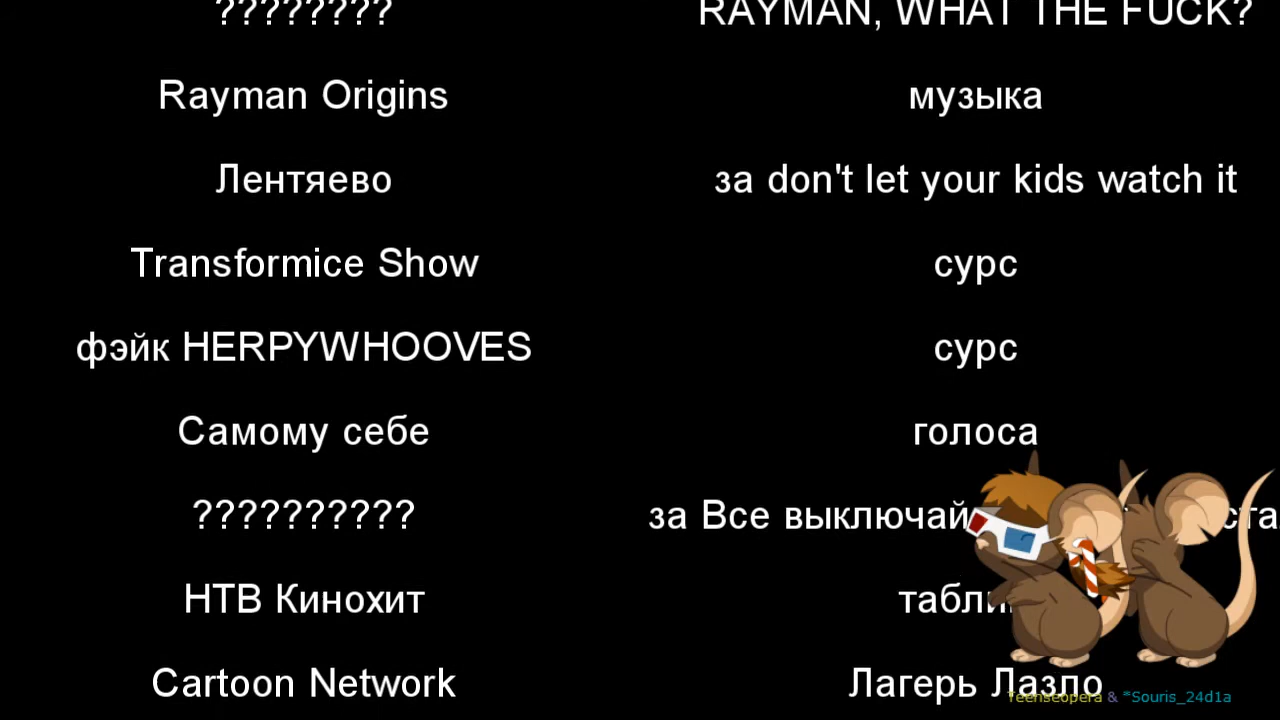 ???????? RAYMAN, WHAT THE FUCK?
Rayman Origins музыка
Лентяево за don't let your kids watch it
Transformice Show сурс
фэйк HERPYWHOOVES сурс
Самому себе голоса
?????????? за Все
НТВ Кинохит
Cartoon Network Лагерь Лазло
Teenseopera & *Souris_24d1a